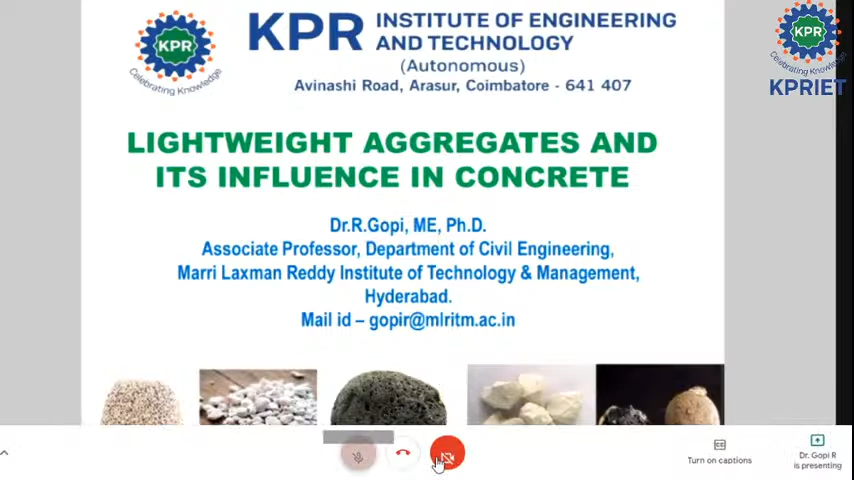 KPR
Celebrating Knowledge
KPR INSTITUTE OF ENGINEERING
AND TECHNOLOGY
(Autonomous)
Avinashi Road, Arasur, Coimbatore - 641 407
KPR
Celebrating Knowledge
KPRIET
LIGHTWEIGHT AGGREGATES AND
ITS INFLUENCE IN CONCRETE
Dr.R.Gopi, ME, Ph.D.
Associate Professor, Department of Civil Engineering,
Marri Laxman Reddy Institute of Technology & Management,
Hyderabad.
Mail id – gopir@mlritm.ac.in
Turn on captions
Dr. Gopi R
is presenting